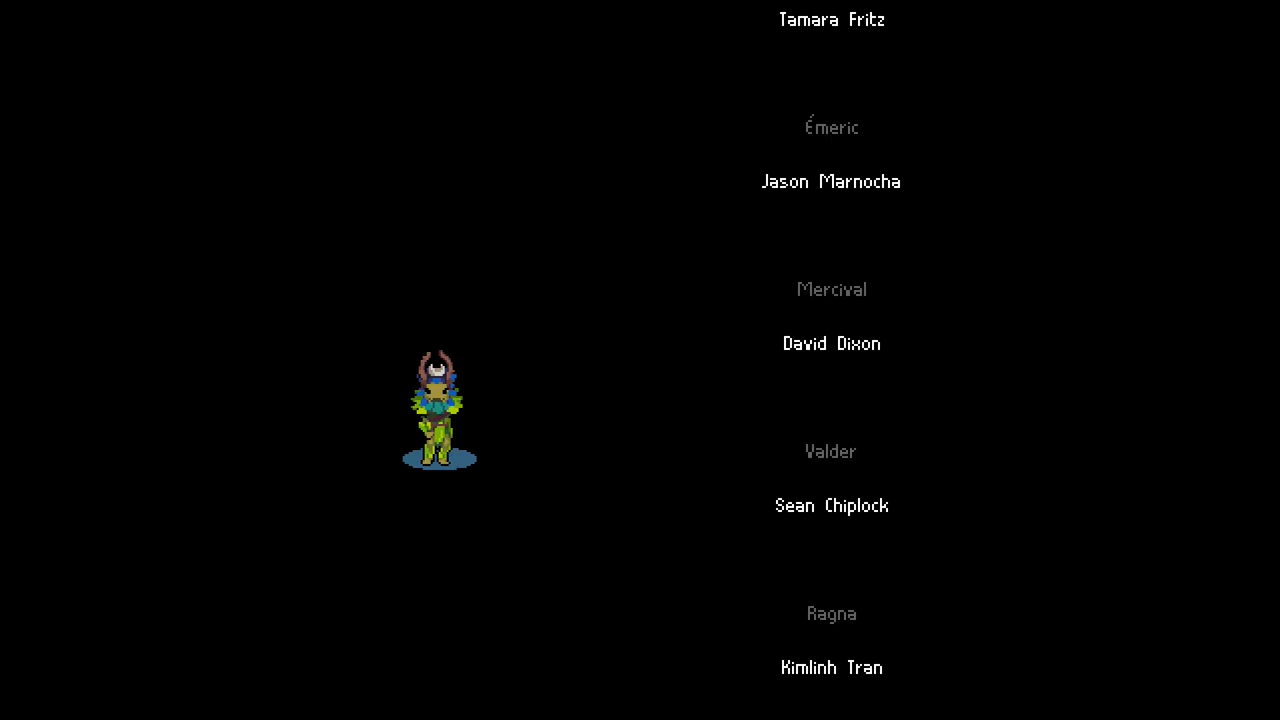 Tamara Fritz
Émeric
Jason Marnocha
Mercival
David Dixon
Valder
Sean Chiplock
Ragna
Kimlinh Tran